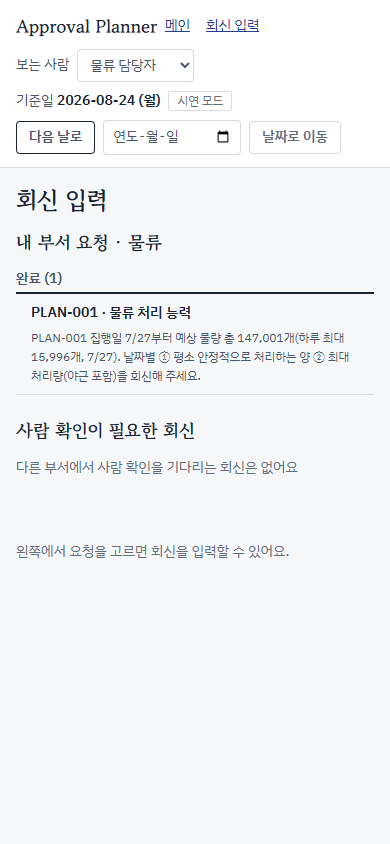 Approval Planner 메인 회신 입력
보는 사람 물류 담당자
기준일 2026-08-24 (월) 시연 모드
다음 날로 연도-월-일 날짜로 이동
회신 입력
내 부서 요청 · 물류
완료 (1)
PLAN-001 · 물류 처리 능력
PLAN-001 집행일 7/27부터 예상 물량 총 147,001개(하루 최대
15,996개, 7/27). 날짜별 ① 평소 안정적으로 처리하는 양 ② 최대
처리량(야근 포함)을 회신해 주세요.
사람 확인이 필요한 회신
다른 부서에서 사람 확인을 기다리는 회신은 없어요
왼쪽에서 요청을 고르면 회신을 입력할 수 있어요.